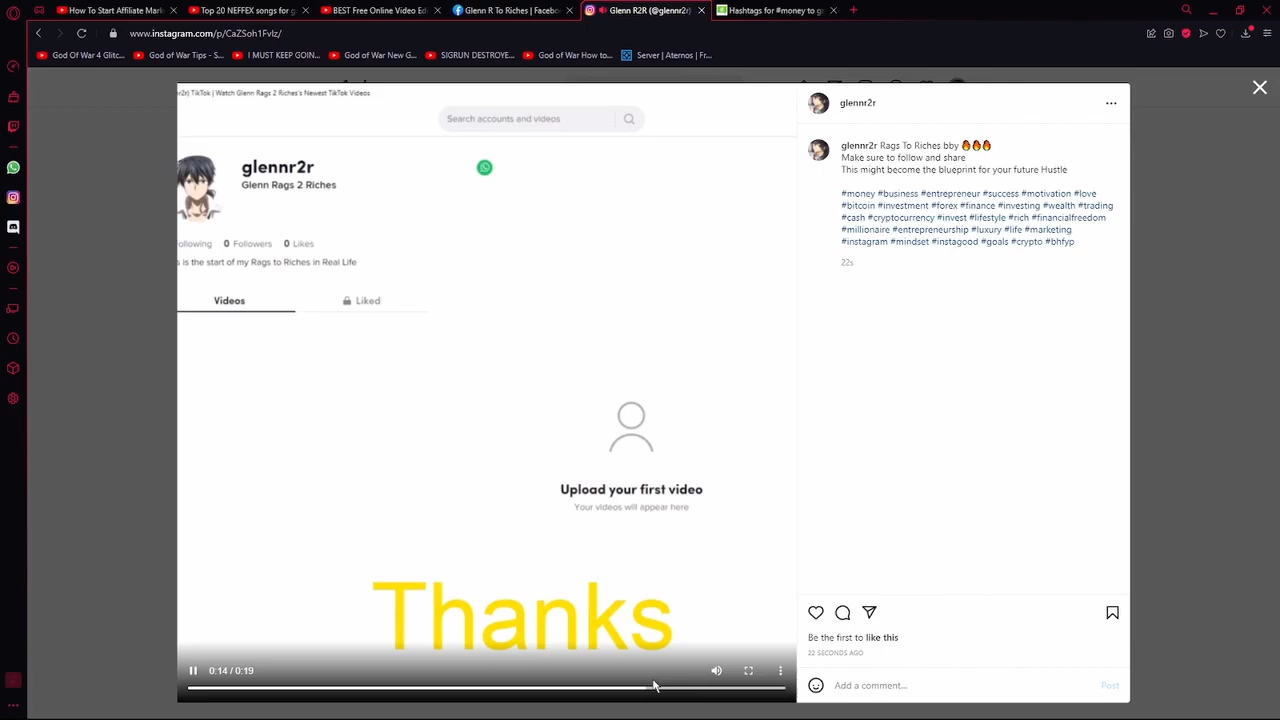 How To Start Affiliate Mark
Top 20 NEFFEX songs for g
BEST Free Online Video Ed
Glenn R To Riches | Facebo
Glenn R2R (@glennr2r)
Hashtags for #money to g
www.instagram.com/p/CaZSoh1Fvlz/
God Of War 4 Glitc...
God of War Tips - S...
I MUST KEEP GOIN...
God of War New G...
SIGRUN DESTROYE...
God of War How to...
Server | Aternos | Fr...
r2r) TikTok | Watch Glenn Rags 2 Riches's Newest TikTok Videos
Search accounts and videos
glennr2r
Glenn Rags 2 Riches
ollowing 0 Followers 0 Likes
s is the start of my Rags to Riches in Real Life
Videos
Liked
Upload your first video
Your videos will appear here
Thanks
0:14 / 0:19
glennr2r
glennr2r Rags To Riches bby 🔥🔥🔥
Make sure to follow and share
This might become the blueprint for your future Hustle
#money #business #entrepreneur #success #motivation #love
#bitcoin #investment #forex #finance #investing #wealth #trading
#cash #cryptocurrency #invest #lifestyle #rich #financialfreedom
#millionaire #entrepreneurship #luxury #life #marketing
#instagram #mindset #instagood #goals #crypto #bhfyp
22s
Be the first to like this
22 SECONDS AGO
Add a comment...
Post